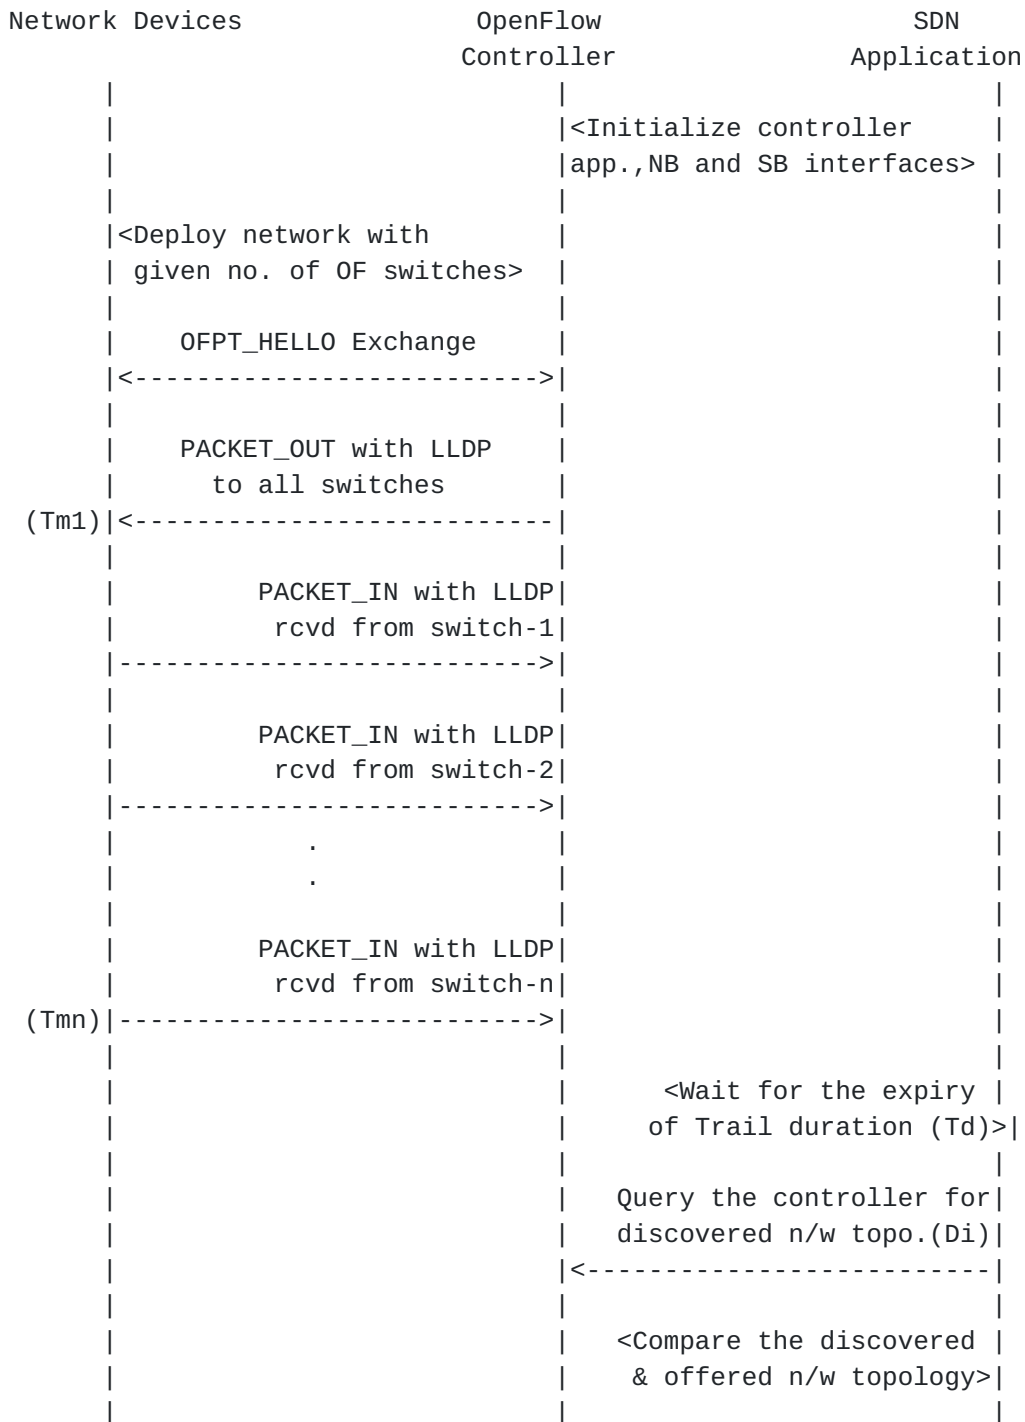 Network Devices               OpenFlow                    SDN
                             Controller               Application
      |                            |                           |
      |                            |<Initialize controller     |
      |                            |app.,NB and SB interfaces> |
      |                            |                           |
      |<Deploy network with        |                           |
      | given no. of OF switches>  |                           |
      |                            |                           |
      |    OFPT_HELLO Exchange     |                           |
      |<-------------------------->|                           |
      |                            |                           |
      |    PACKET_OUT with LLDP    |                           |
      |      to all switches       |                           |
 (Tm1)|<---------------------------|                           |
      |                            |                           |
      |         PACKET_IN with LLDP|                           |
      |          rcvd from switch-1|                           |
      |--------------------------->|                           |
      |                            |                           |
      |         PACKET_IN with LLDP|                           |
      |          rcvd from switch-2|                           |
      |--------------------------->|                           |
      |            .               |                           |
      |            .               |                           |
      |                            |                           |
      |         PACKET_IN with LLDP|                           |
      |          rcvd from switch-n|                           |
 (Tmn)|--------------------------->|                           |
      |                            |                           |
      |                            |      <Wait for the expiry |
      |                            |     of Trail duration (Td)>|
      |                            |                           |
      |                            |   Query the controller for|
      |                            |   discovered n/w topo.(Di)|
      |                            |<--------------------------|
      |                            |                           |
      |                            |   <Compare the discovered |
      |                            |    & offered n/w topology>|
      |                            |                           |